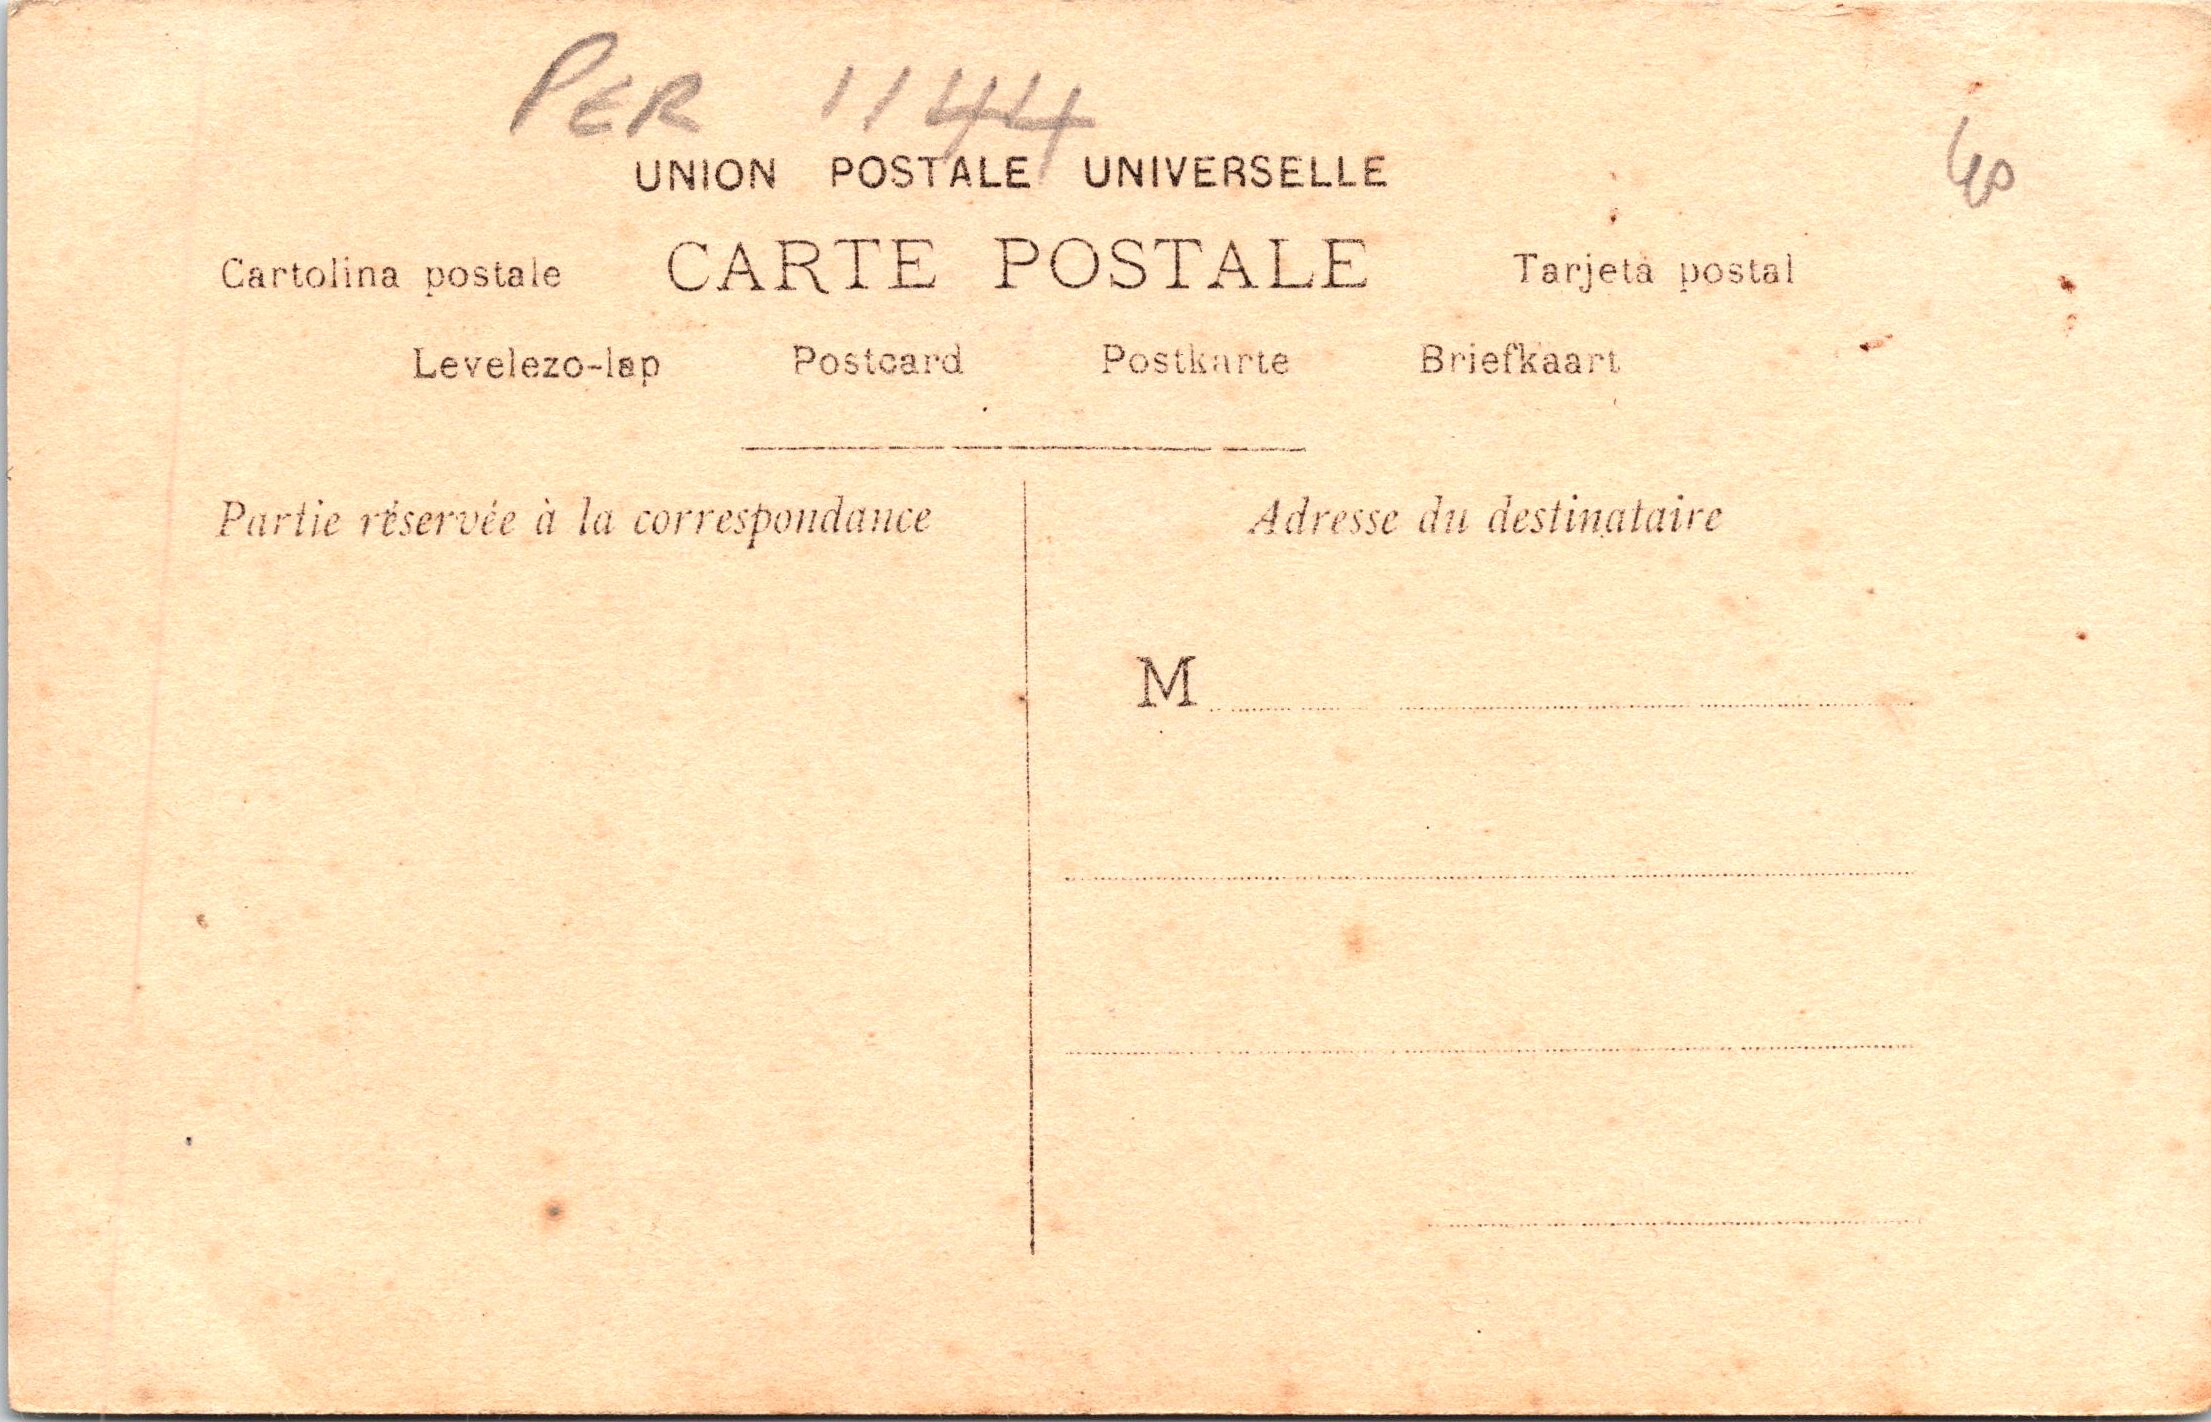 PER 1144
40
UNION POSTALE UNIVERSELLE
Cartolina postale CARTE POSTALE Tarjeta postal
Levelezo-lap Postcard Postkarte Briefkaart
Partie réservée à la correspondance
Adresse du destinataire
M